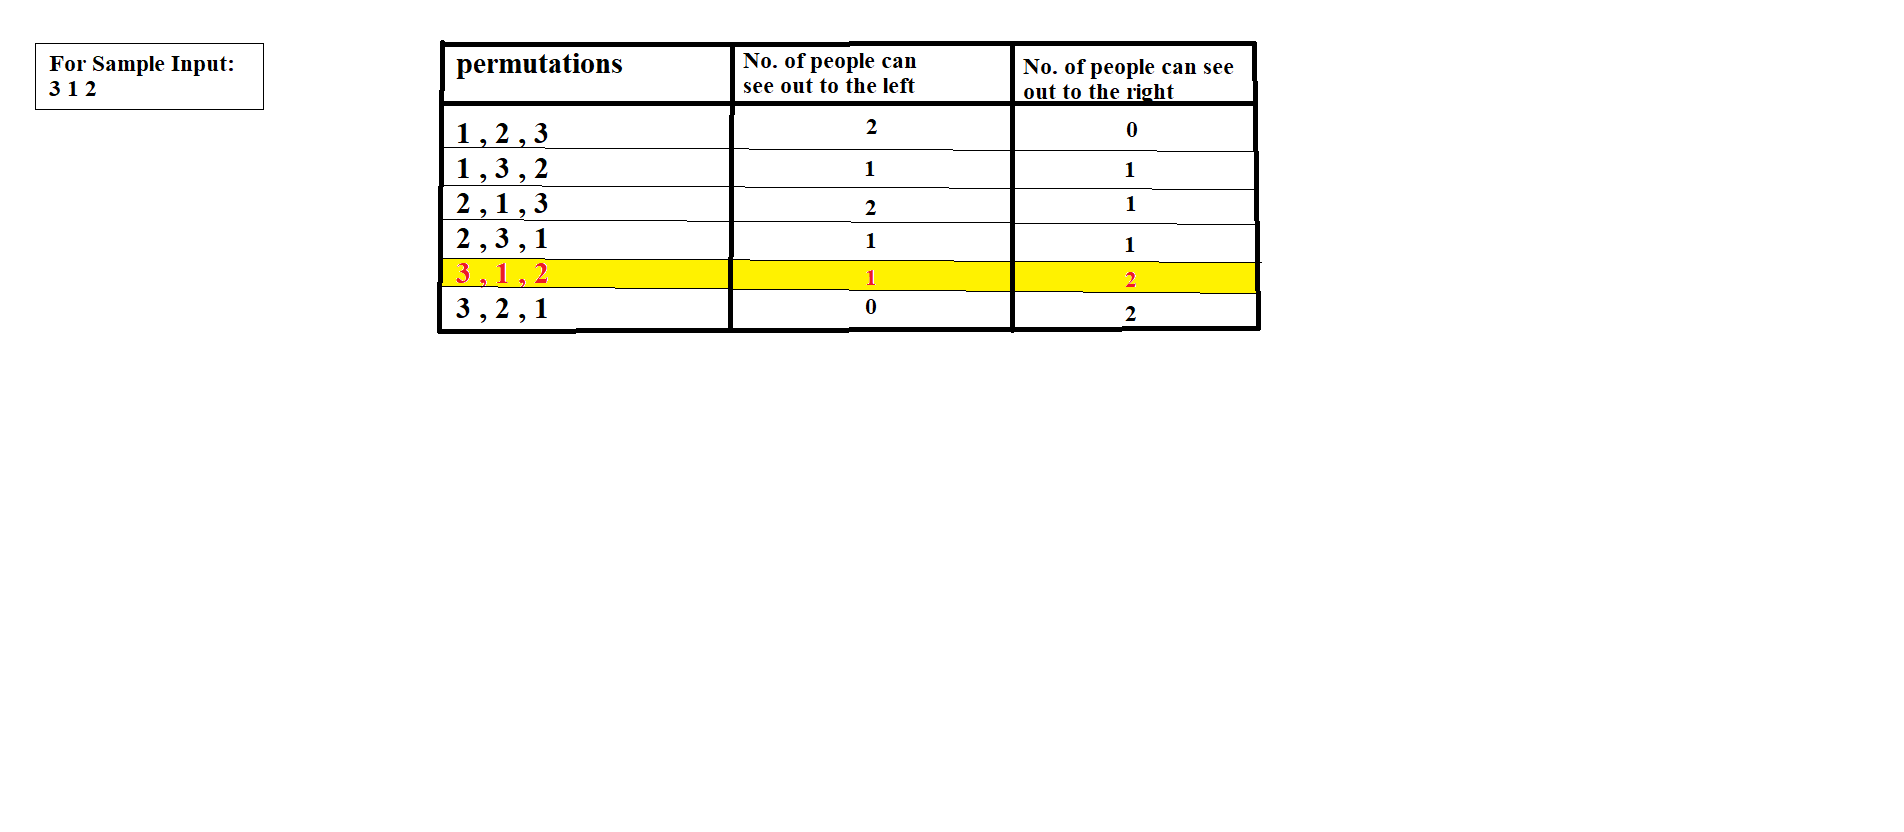 For Sample Input:
3 1 2
permutations
No. of people can
see out to the left
No. of people can see
out to the right
1 , 2 , 3 2 0
1 , 3 , 2 1 1
2 , 1 , 3 2 1
2 , 3 , 1 1 1
3 , 1 , 2 1 2
3 , 2 , 1 0 2